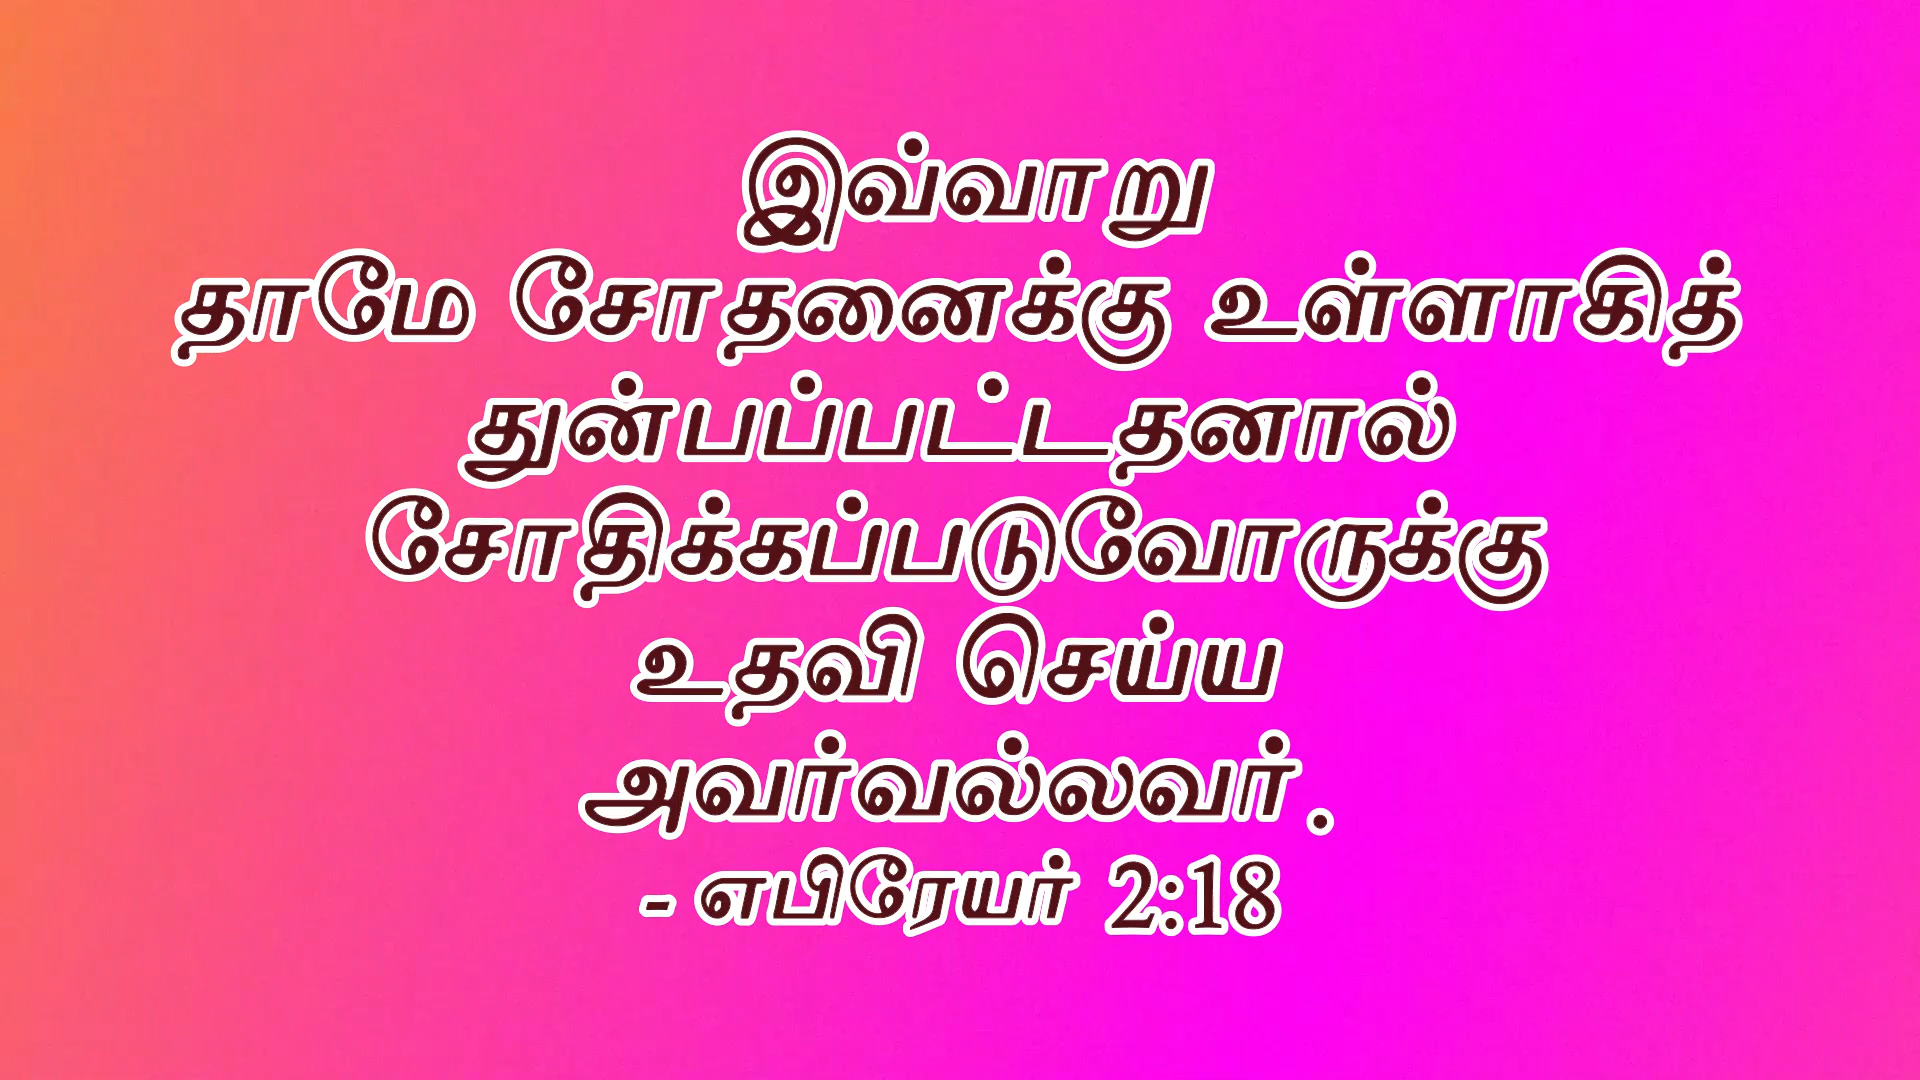 இவ்வாறு
தாமே சோதனைக்கு உள்ளாகித்
துன்பப்பட்டதனால்
சோதிக்கப்படுவோருக்கு
உதவி செய்ய
அவர்வல்லவர்.
- எபிரேயர் 2:18